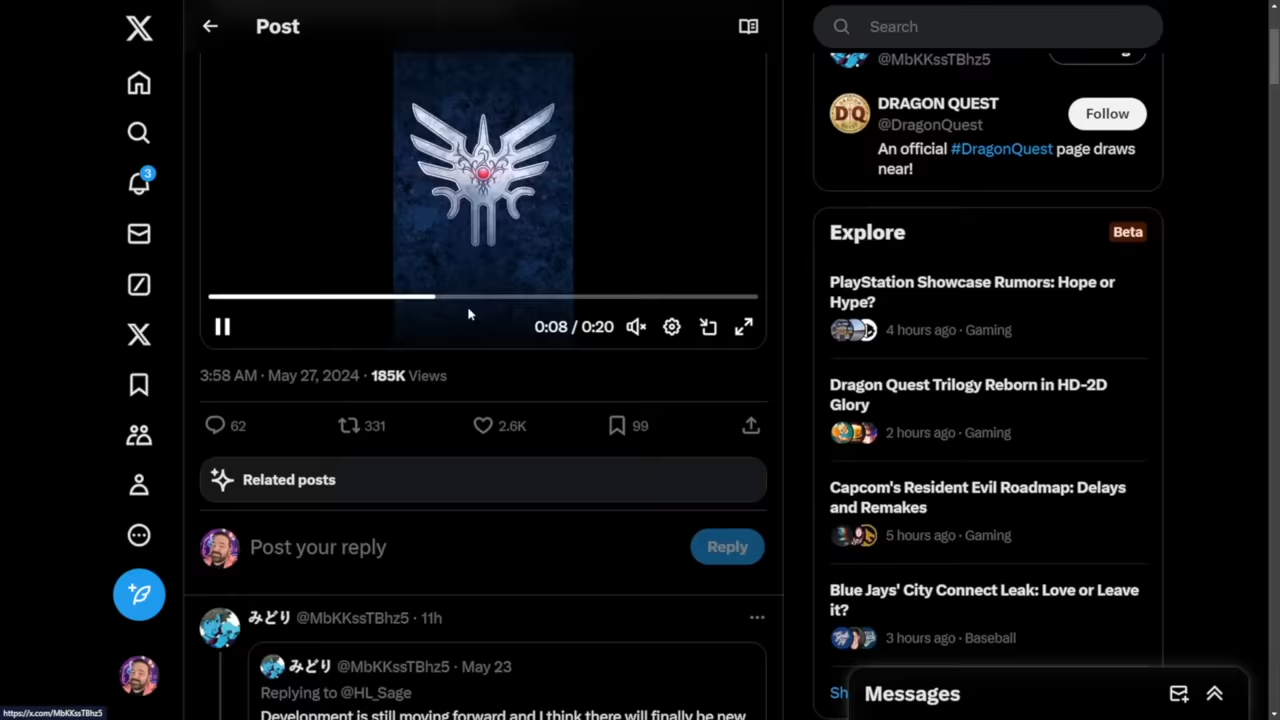 Post
0:08 / 0:20
3:58 AM · May 27, 2024 · 185K Views
62
331
2.6K
99
Related posts
Post your reply
Reply
みどり @MbKKssTBhz5 · 11h
みどり @MbKKssTBhz5 · May 23
Replying to @HL_Sage
Development is still moving forward and I think there will finally be new
3
Search
@MbKKssTBhz5
DRAGON QUEST
@DragonQuest
Follow
An official #DragonQuest page draws
near!
Explore
Beta
PlayStation Showcase Rumors: Hope or
Hype?
4 hours ago · Gaming
Dragon Quest Trilogy Reborn in HD-2D
Glory
2 hours ago · Gaming
Capcom's Resident Evil Roadmap: Delays
and Remakes
5 hours ago · Gaming
Blue Jays' City Connect Leak: Love or Leave
it?
3 hours ago · Baseball
Sh
Messages
https://x.com/MbKKssTBhz5